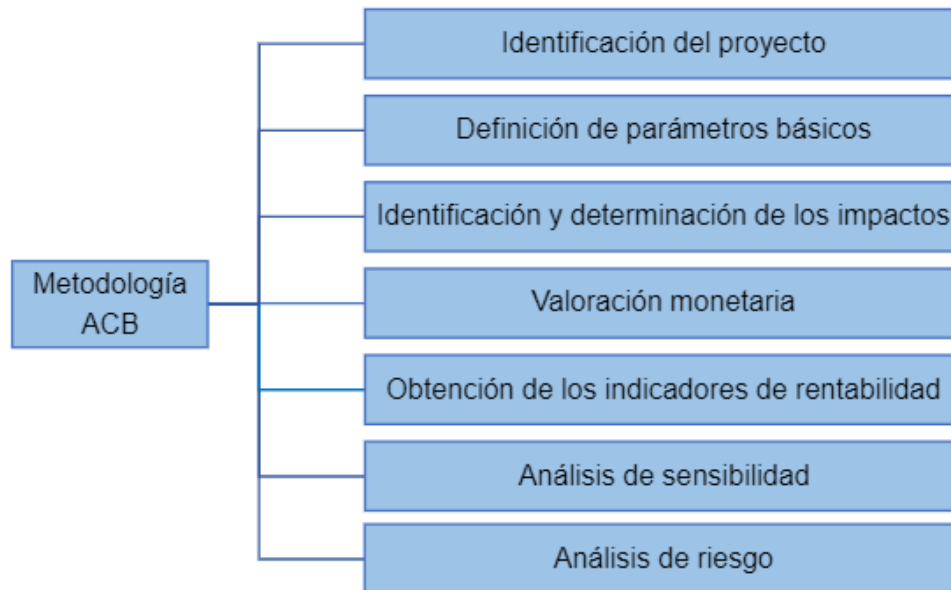 Identificación del proyecto
Definición de parámetros básicos
Identificación y determinación de los impactos
Metodología
ACB
Valoración monetaria
Obtención de los indicadores de rentabilidad
Análisis de sensibilidad
Análisis de riesgo